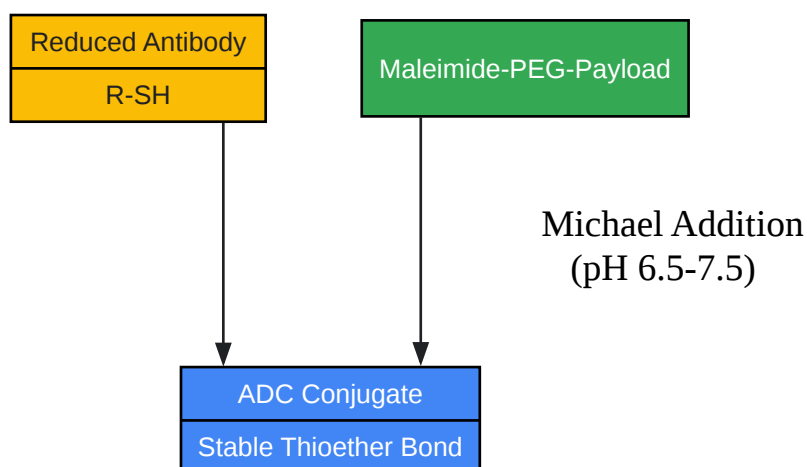 Reduced Antibody
R-SH
Maleimide-PEG-Payload
Michael Addition
(pH 6.5-7.5)
ADC Conjugate
Stable Thioether Bond